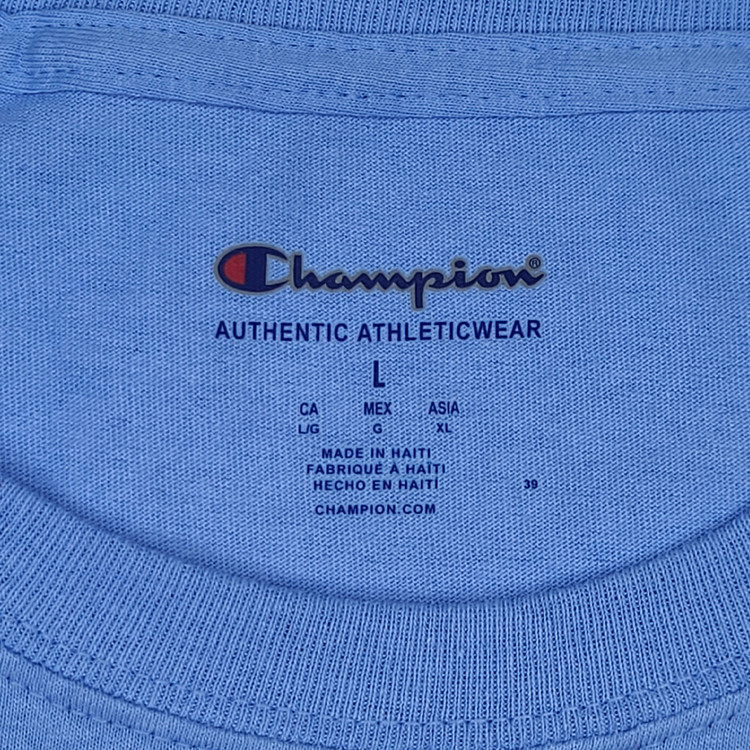 Champion®
AUTHENTIC ATHLETICWEAR
L
CA MEX ASIA
L/G G XL
MADE IN HAITI
FABRIQUÉ À HAÏTI
HECHO EN HAITÍ 39
CHAMPION.COM